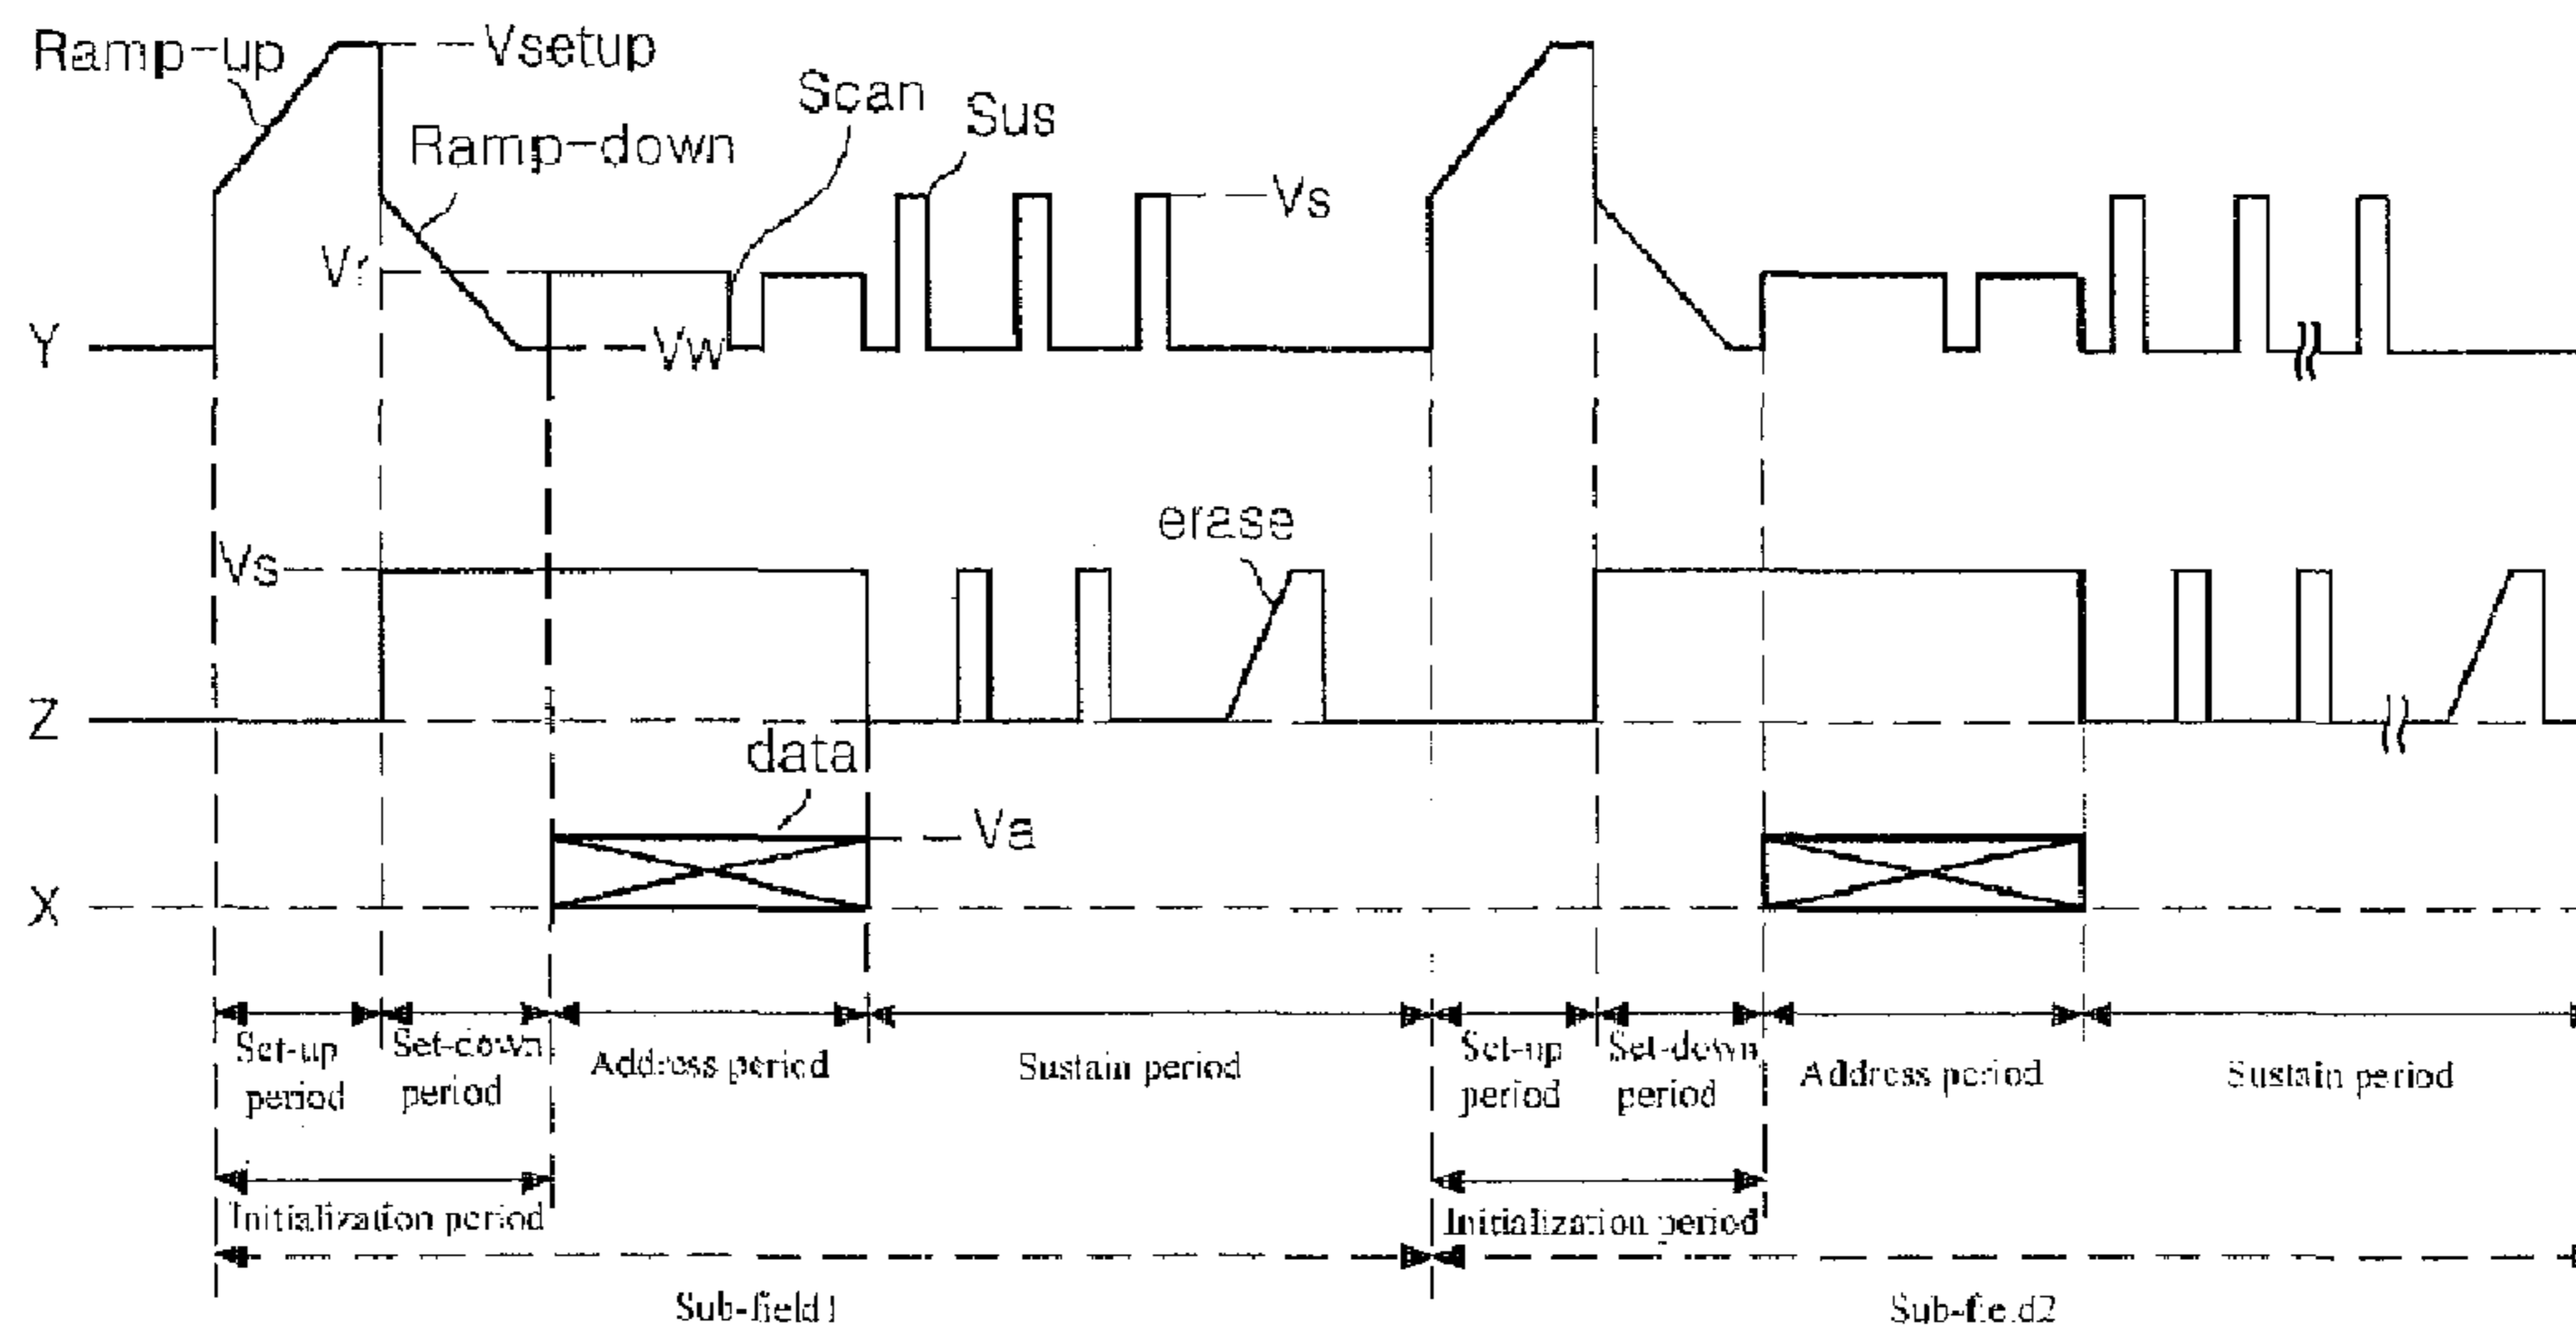 Ramp-up
Vsetup
Scan
Sus
Ramp-down
Vs
Vr
Y
Vw
erase
Vs
Z
data
Va
X
Set-up period
Set-down period
Address period
Sustain period
Set-up period
Set-down period
Address period
Sustain period
Initialization period
Initialization period
Sub-field1
Sub-field2